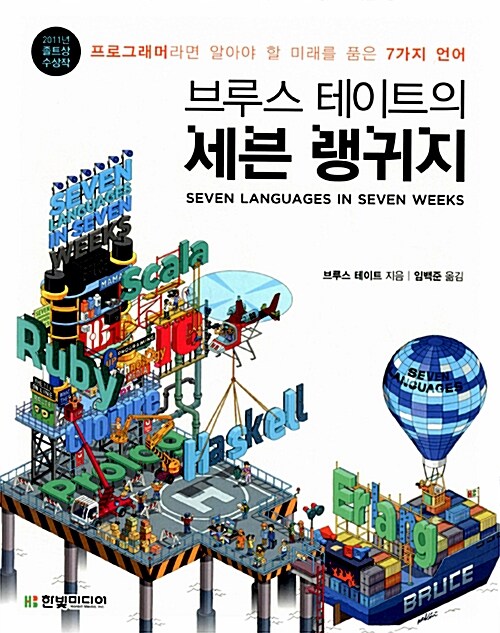 2011년
졸트상
수상작
프로그래머라면 알아야 할 미래를 품은 7가지 언어
브루스 테이트의
세븐 랭귀지
SEVEN LANGUAGES IN SEVEN WEEKS
브루스 테이트 지음 | 임백준 옮김
SEVEN
LANGUAGES
IN SEVEN
WEEKS
Scala
Io
Ruby
Clojure
Prolog
Haskell
H
SEVEN
LANGUAGES
Erlang
BRUCE
한빛미디어